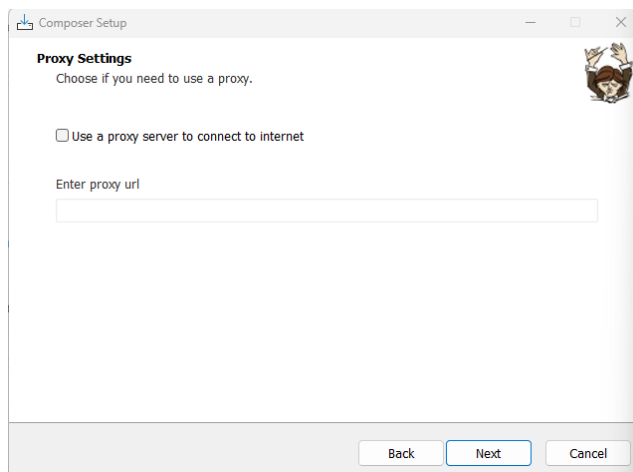 Composer Setup
Proxy Settings
Choose if you need to use a proxy.
Use a proxy server to connect to internet
Enter proxy url
Back Next Cancel